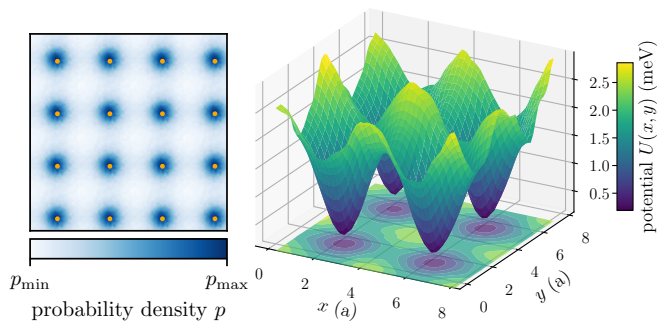 p_min
p_max
probability density p
0
2
4
6
8
x (a)
0
2
4
6
8
y (a)
2.5
2.0
1.5
1.0
0.5
potential U(x, y) (meV)